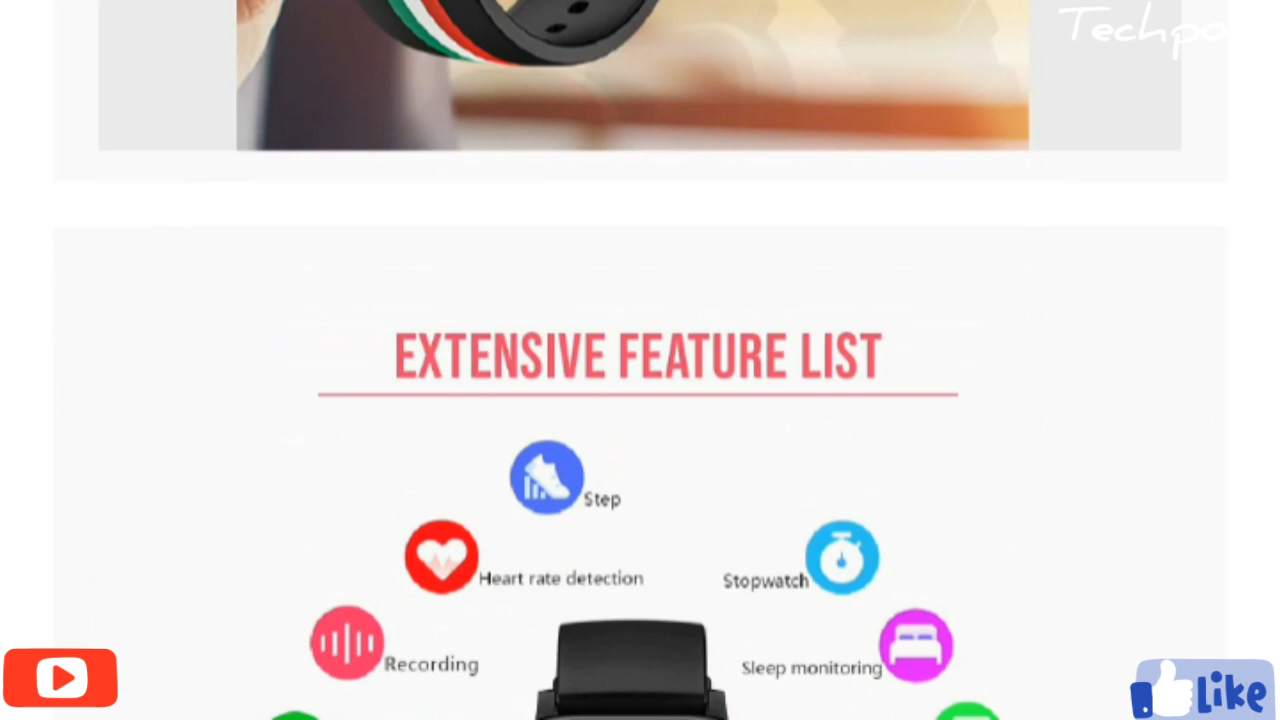 Techpo
EXTENSIVE FEATURE LIST
Step
Heart rate detection
Stopwatch
Recording
Sleep monitoring
Like